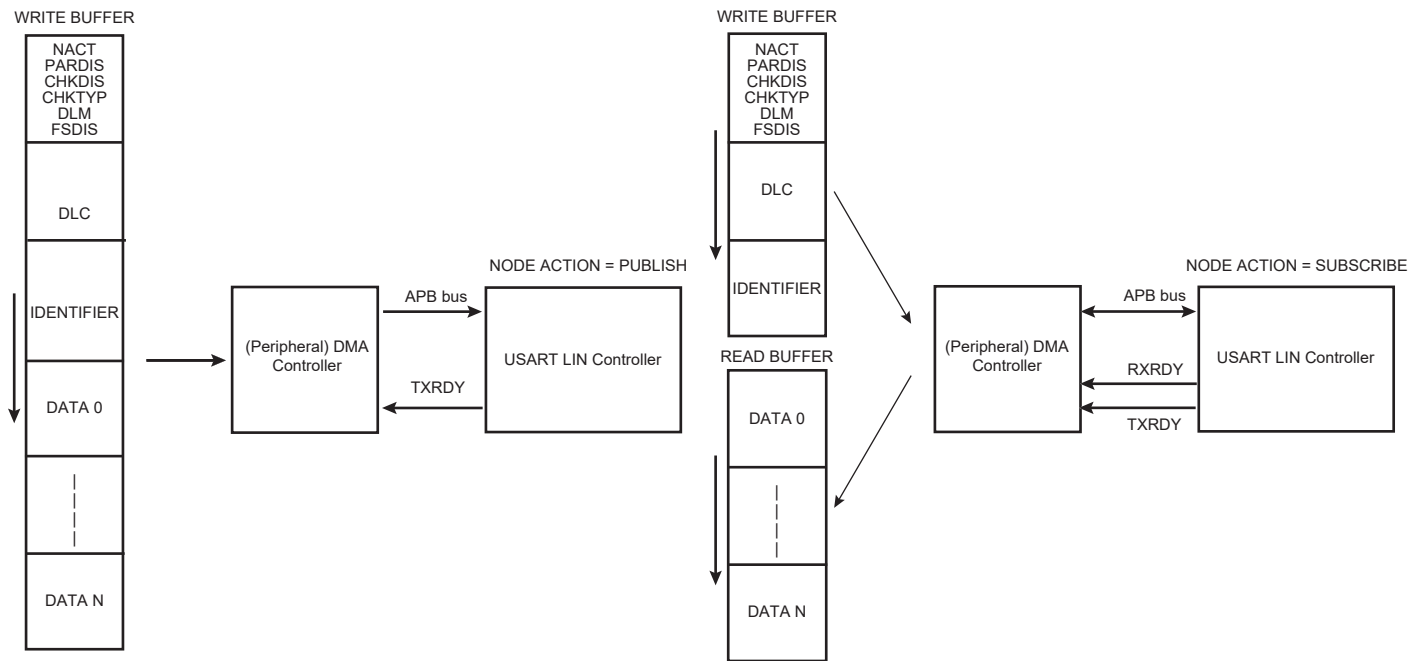 WRITE BUFFER
NACT
PARDIS
CHKDIS
CHKTYP
DLM
FSDIS
DLC
IDENTIFIER
DATA 0
DATA N
(Peripheral) DMA
Controller
APB bus
TXRDY
NODE ACTION = PUBLISH
USART LIN Controller
WRITE BUFFER
NACT
PARDIS
CHKDIS
CHKTYP
DLM
FSDIS
DLC
IDENTIFIER
READ BUFFER
DATA 0
DATA N
(Peripheral) DMA
Controller
APB bus
RXRDY
TXRDY
NODE ACTION = SUBSCRIBE
USART LIN Controller